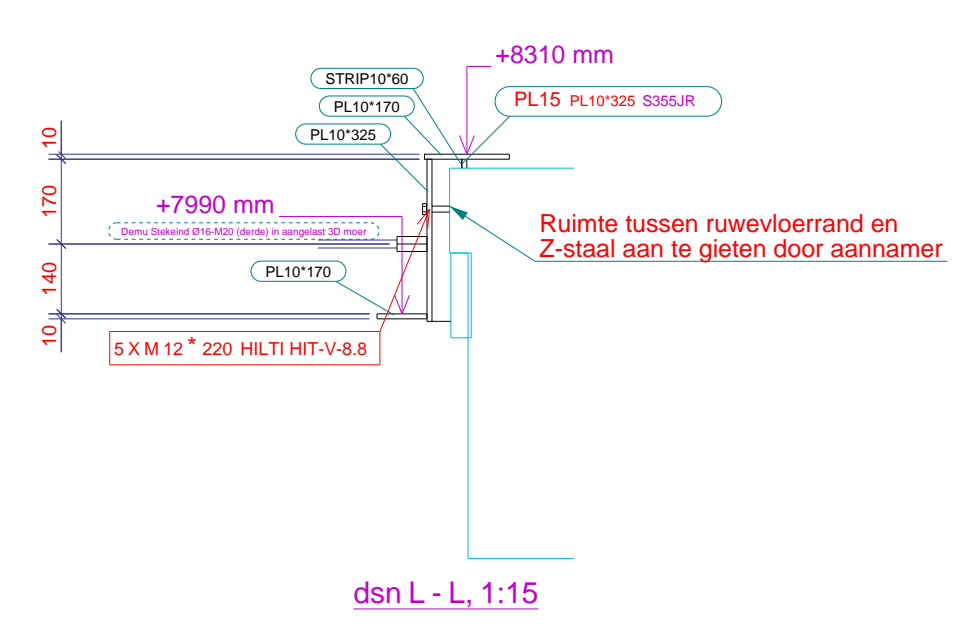 +8310 mm
STRIP10*60
PL15 PL10*325 S355JR
PL10*170
PL10*325
10
170
+7990 mm
Demu Stekeind Ø16-M20 (derde) in aangelast 3D moer
Ruimte tussen ruwevloerrand en
Z-staal aan te gieten door aannamer
PL10*170
140
10
5 X M 12 * 220 HILTI HIT-V-8.8
dsn L - L, 1:15